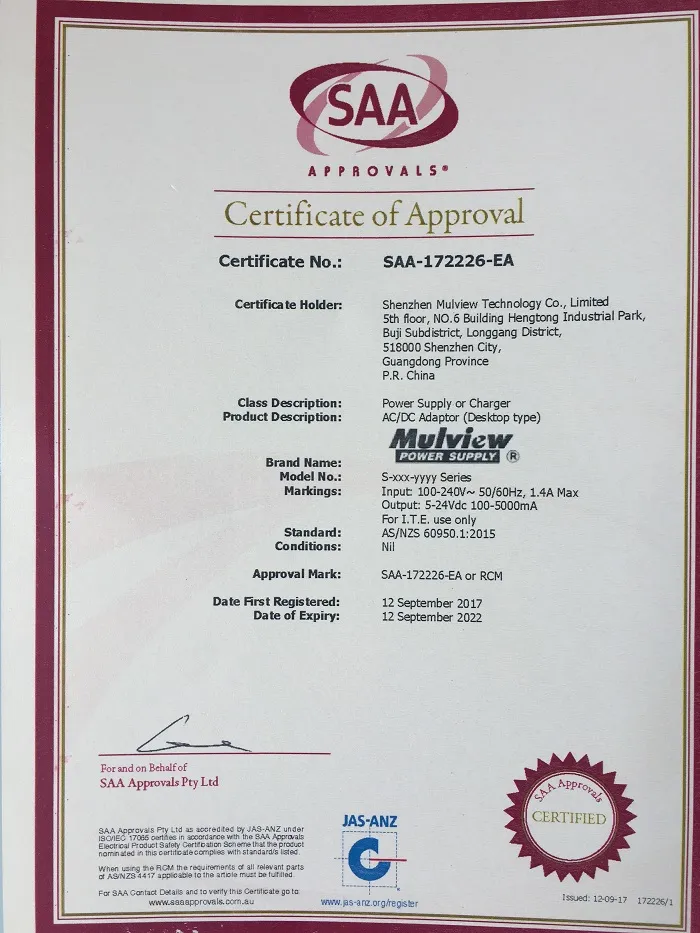 SAA
APPROVALS®
Certificate of Approval
Certificate No.: SAA-172226-EA
Certificate Holder: Shenzhen Mulview Technology Co., Limited
5th floor, NO.6 Building Hengtong Industrial Park,
Buji Subdistrict, Longgang District,
518000 Shenzhen City,
Guangdong Province
P.R. China
Class Description: Power Supply or Charger
Product Description: AC/DC Adaptor (Desktop type)
Mulview
POWER SUPPLY ®
Brand Name:
Model No.: S-xxx-yyyy Series
Markings: Input: 100-240V~ 50/60Hz, 1.4A Max
Output: 5-24Vdc 100-5000mA
For I.T.E. use only
Standard: AS/NZS 60950.1:2015
Conditions: Nil
Approval Mark: SAA-172226-EA or RCM
Date First Registered: 12 September 2017
Date of Expiry: 12 September 2022
For and on Behalf of
SAA Approvals Pty Ltd
SAA Approvals Pty Ltd as accredited by JAS-ANZ under
ISO/IEC 17065 certifies in accordance with the SAA Approvals
Electrical Product Safety Certification Scheme that the product
nominated in this certificate complies with standard/s listed.
When using the RCM the requirements of all relevant parts
of AS/NZS 4417 applicable to the article must be fulfilled.
For SAA Contact Details and to verify this Certificate go to:
www.saaapprovals.com.au
JAS-ANZ
C
www.jas-anz.org/register
SAA Approvals
CERTIFIED
Issued: 12-09-17 172226/1